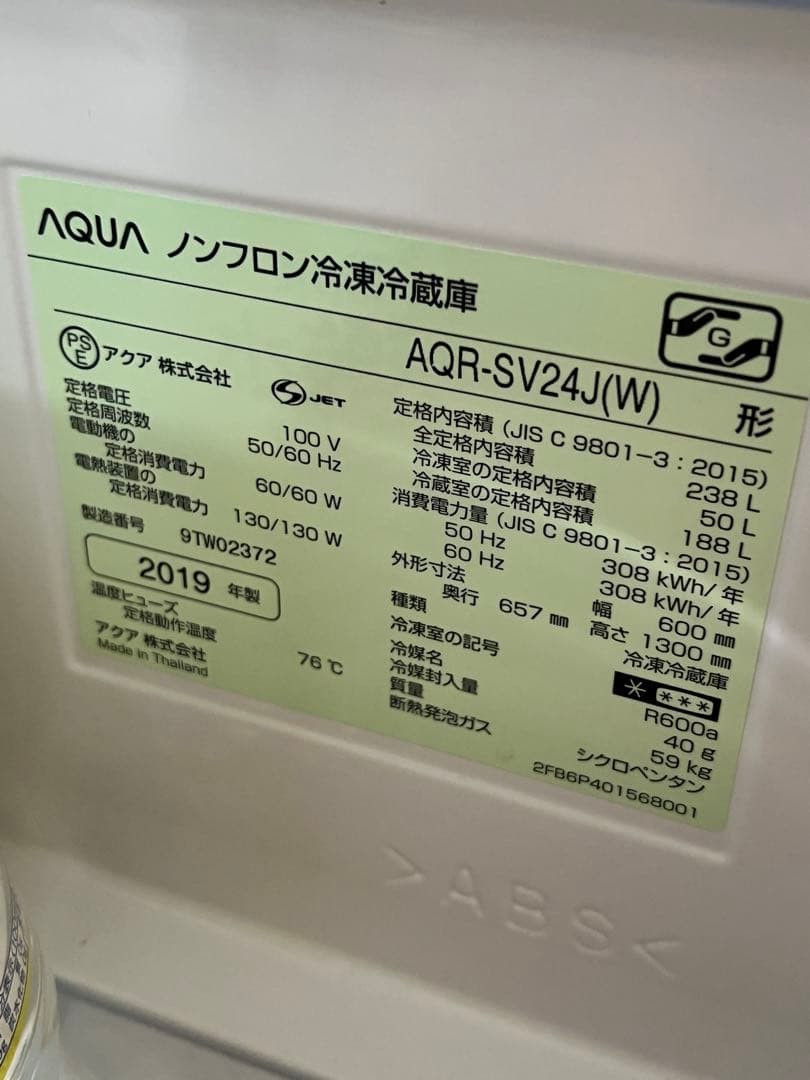 AQUA ノンフロン冷凍冷蔵庫
G
AQR-SV24J(W) 形
PS E アクア 株式会社 S JET
定格電圧 100 V
定格周波数 50/60 Hz
電動機の
定格消費電力 60/60 W
電熱装置の
定格消費電力 130/130 W
製造番号 9TW02372
2019 年製
温度ヒューズ
定格動作温度 76 ℃
アクア 株式会社
Made in Thailand
定格内容積 (JIS C 9801-3 : 2015)
全定格内容積 238 L
冷凍室の定格内容積 50 L
冷蔵室の定格内容積 188 L
消費電力量 (JIS C 9801-3 : 2015)
50 Hz 308 kWh/年
60 Hz 308 kWh/年
外形寸法 幅 600 ㎜
奥行 657 ㎜ 高さ 1300 ㎜
種類 冷凍冷蔵庫
冷凍室の記号 * ***
冷媒名 R600a
冷媒封入量 40 g
質量 59 kg
断熱発泡ガス シクロペンタン
2FB6P401568001
>ABS<